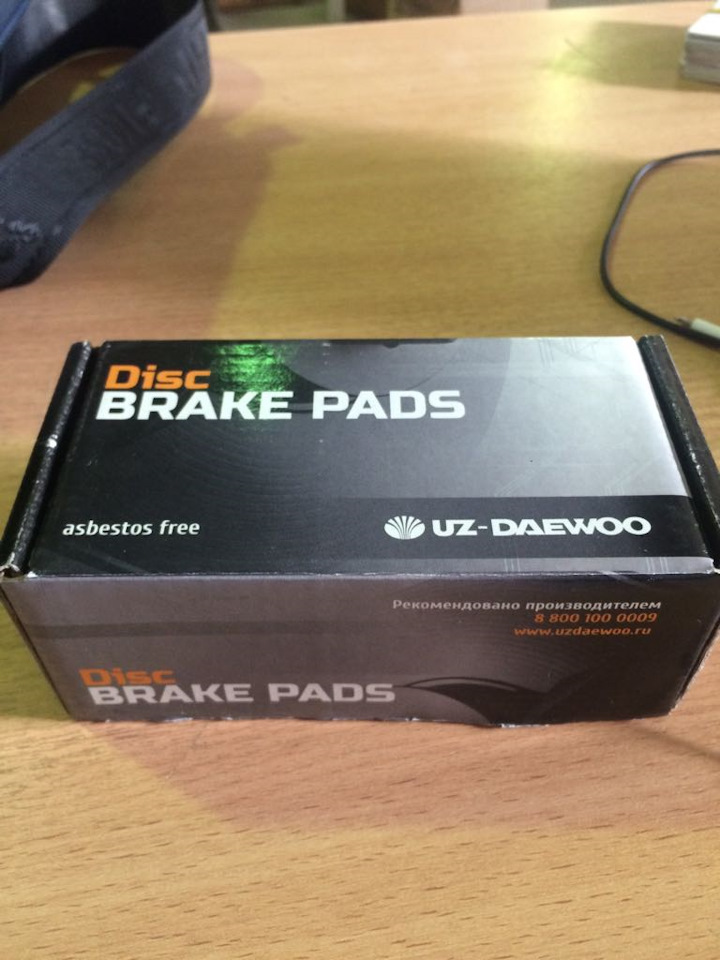 Disc
BRAKE PADS
asbestos free
UZ-DAEWOO
Рекомендовано производителем
8 800 100 0009
www.uzdaewoo.ru
Disc
BRAKE PADS